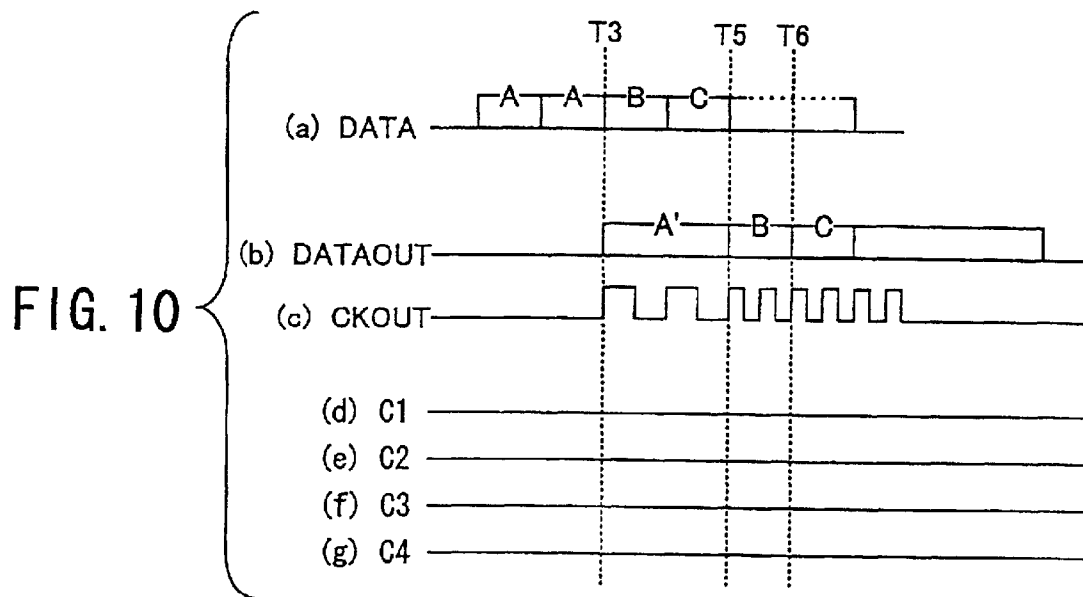 T3 T5 T6
A A B C
(a) DATA
A' B C
(b) DATAOUT
FIG. 10
(c) CKOUT
(d) C1
(e) C2
(f) C3
(g) C4